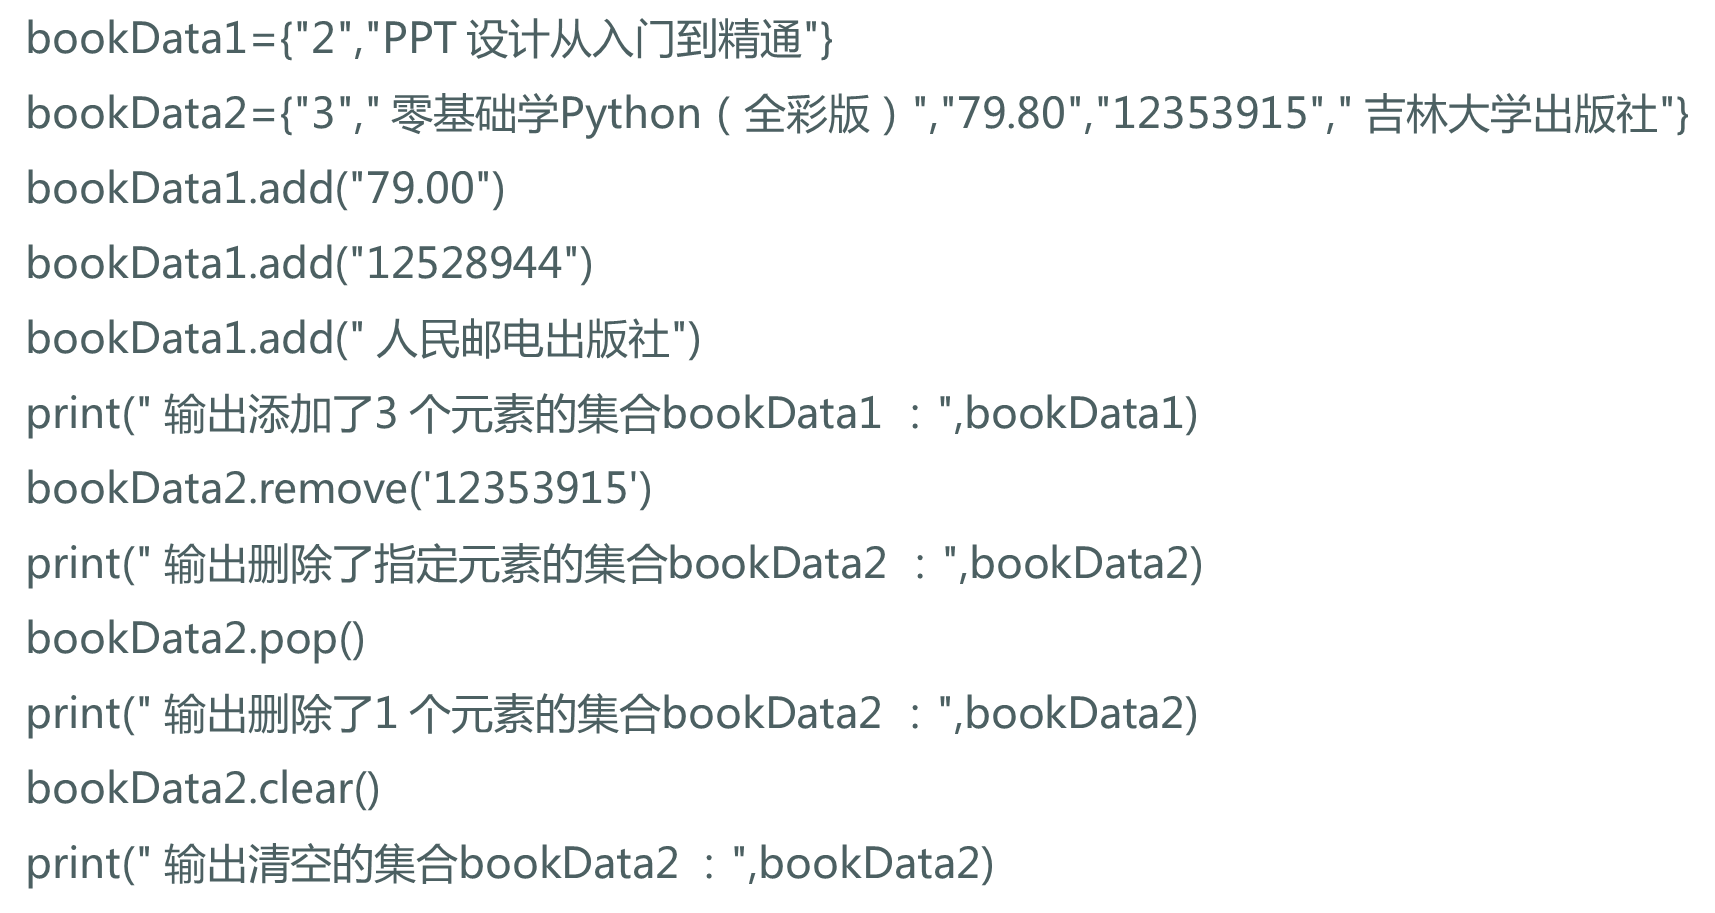 bookData1={"2","PPT 设计从入门到精通"}
bookData2={"3"," 零基础学Python（全彩版）","79.80","12353915"," 吉林大学出版社"}
bookData1.add("79.00")
bookData1.add("12528944")
bookData1.add(" 人民邮电出版社")
print(" 输出添加了3 个元素的集合bookData1 ：",bookData1)
bookData2.remove('12353915')
print(" 输出删除了指定元素的集合bookData2 ：",bookData2)
bookData2.pop()
print(" 输出删除了1 个元素的集合bookData2 ：",bookData2)
bookData2.clear()
print(" 输出清空的集合bookData2 ：",bookData2)